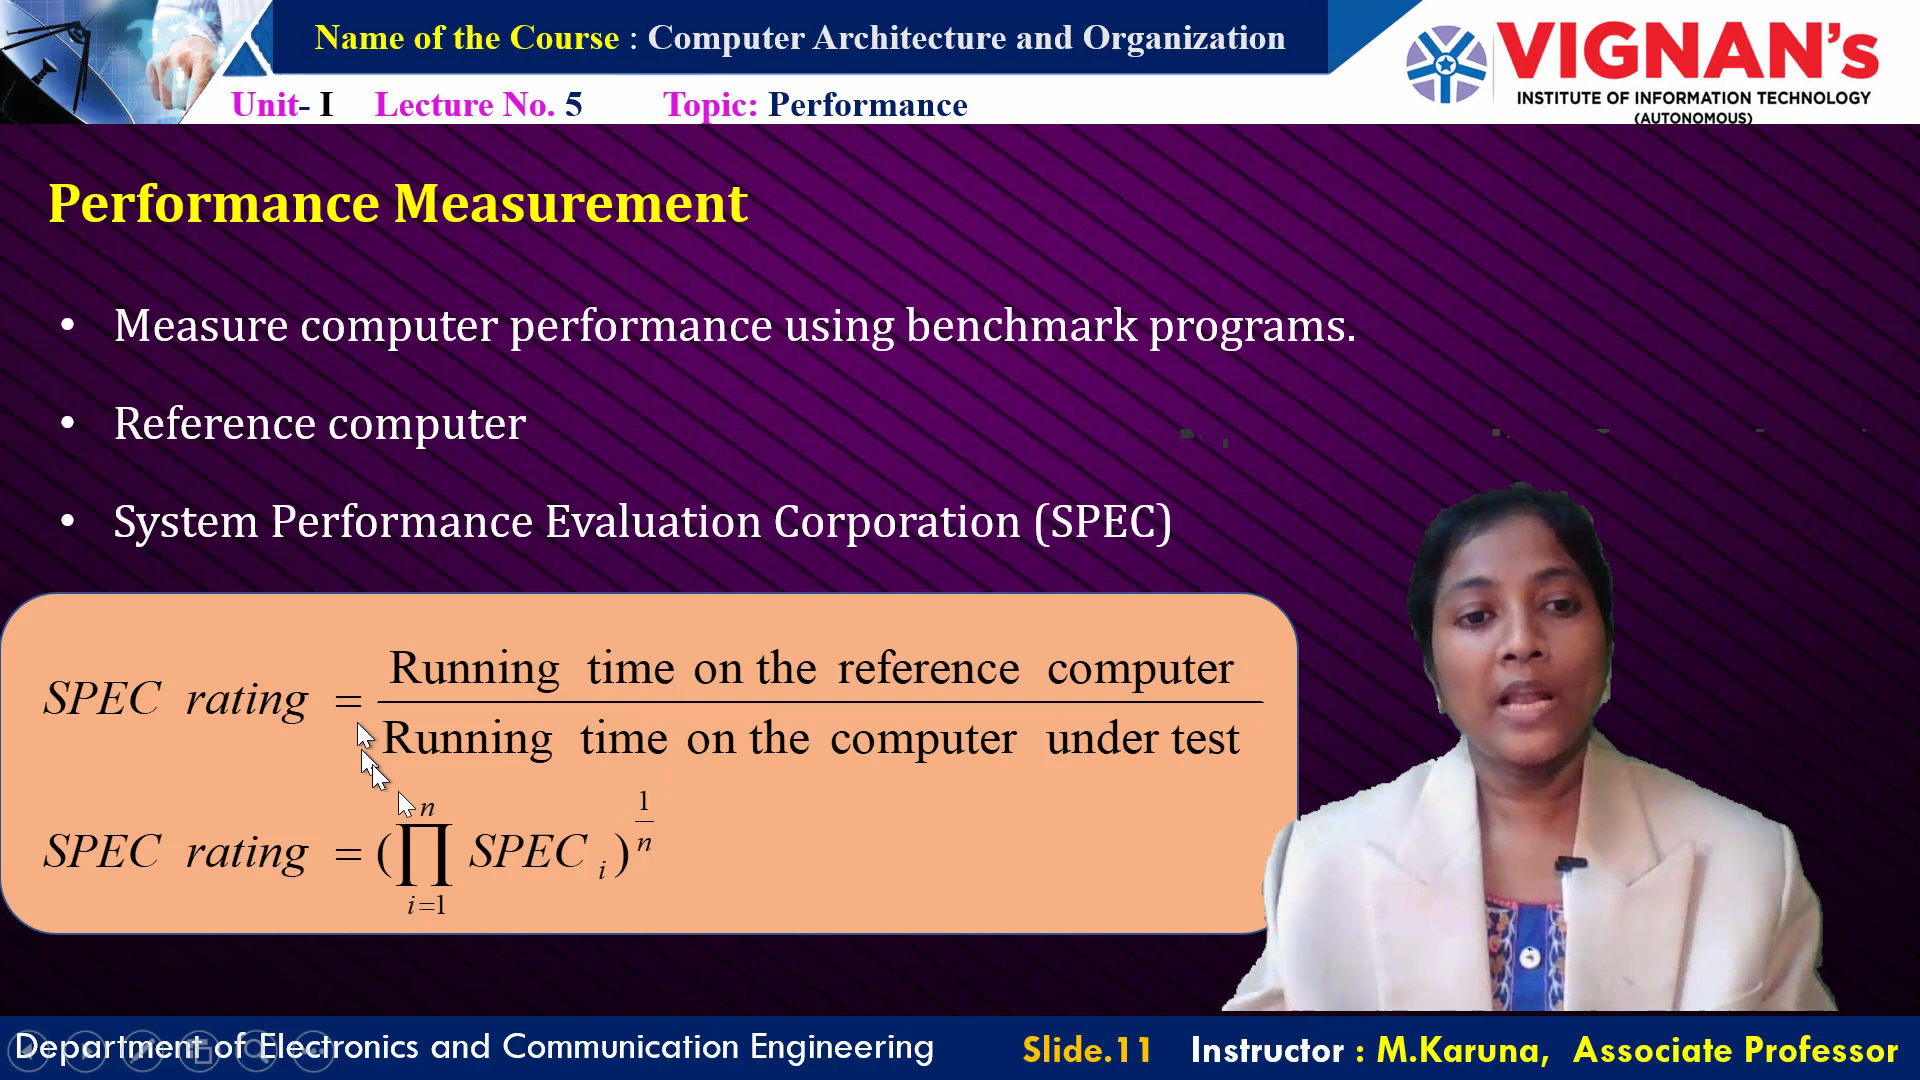 Name of the Course : Computer Architecture and Organization
Unit- I Lecture No. 5 Topic: Performance
VIGNAN's
INSTITUTE OF INFORMATION TECHNOLOGY
(AUTONOMOUS)
Performance Measurement
• Measure computer performance using benchmark programs.
• Reference computer
• System Performance Evaluation Corporation (SPEC)
SPEC rating = Running time on the reference computer / Running time on the computer under test
SPEC rating = (∏_{i=1}^{n} SPEC_i)^{1/n}
Department of Electronics and Communication Engineering Slide.11 Instructor : M.Karuna, Associate Professor